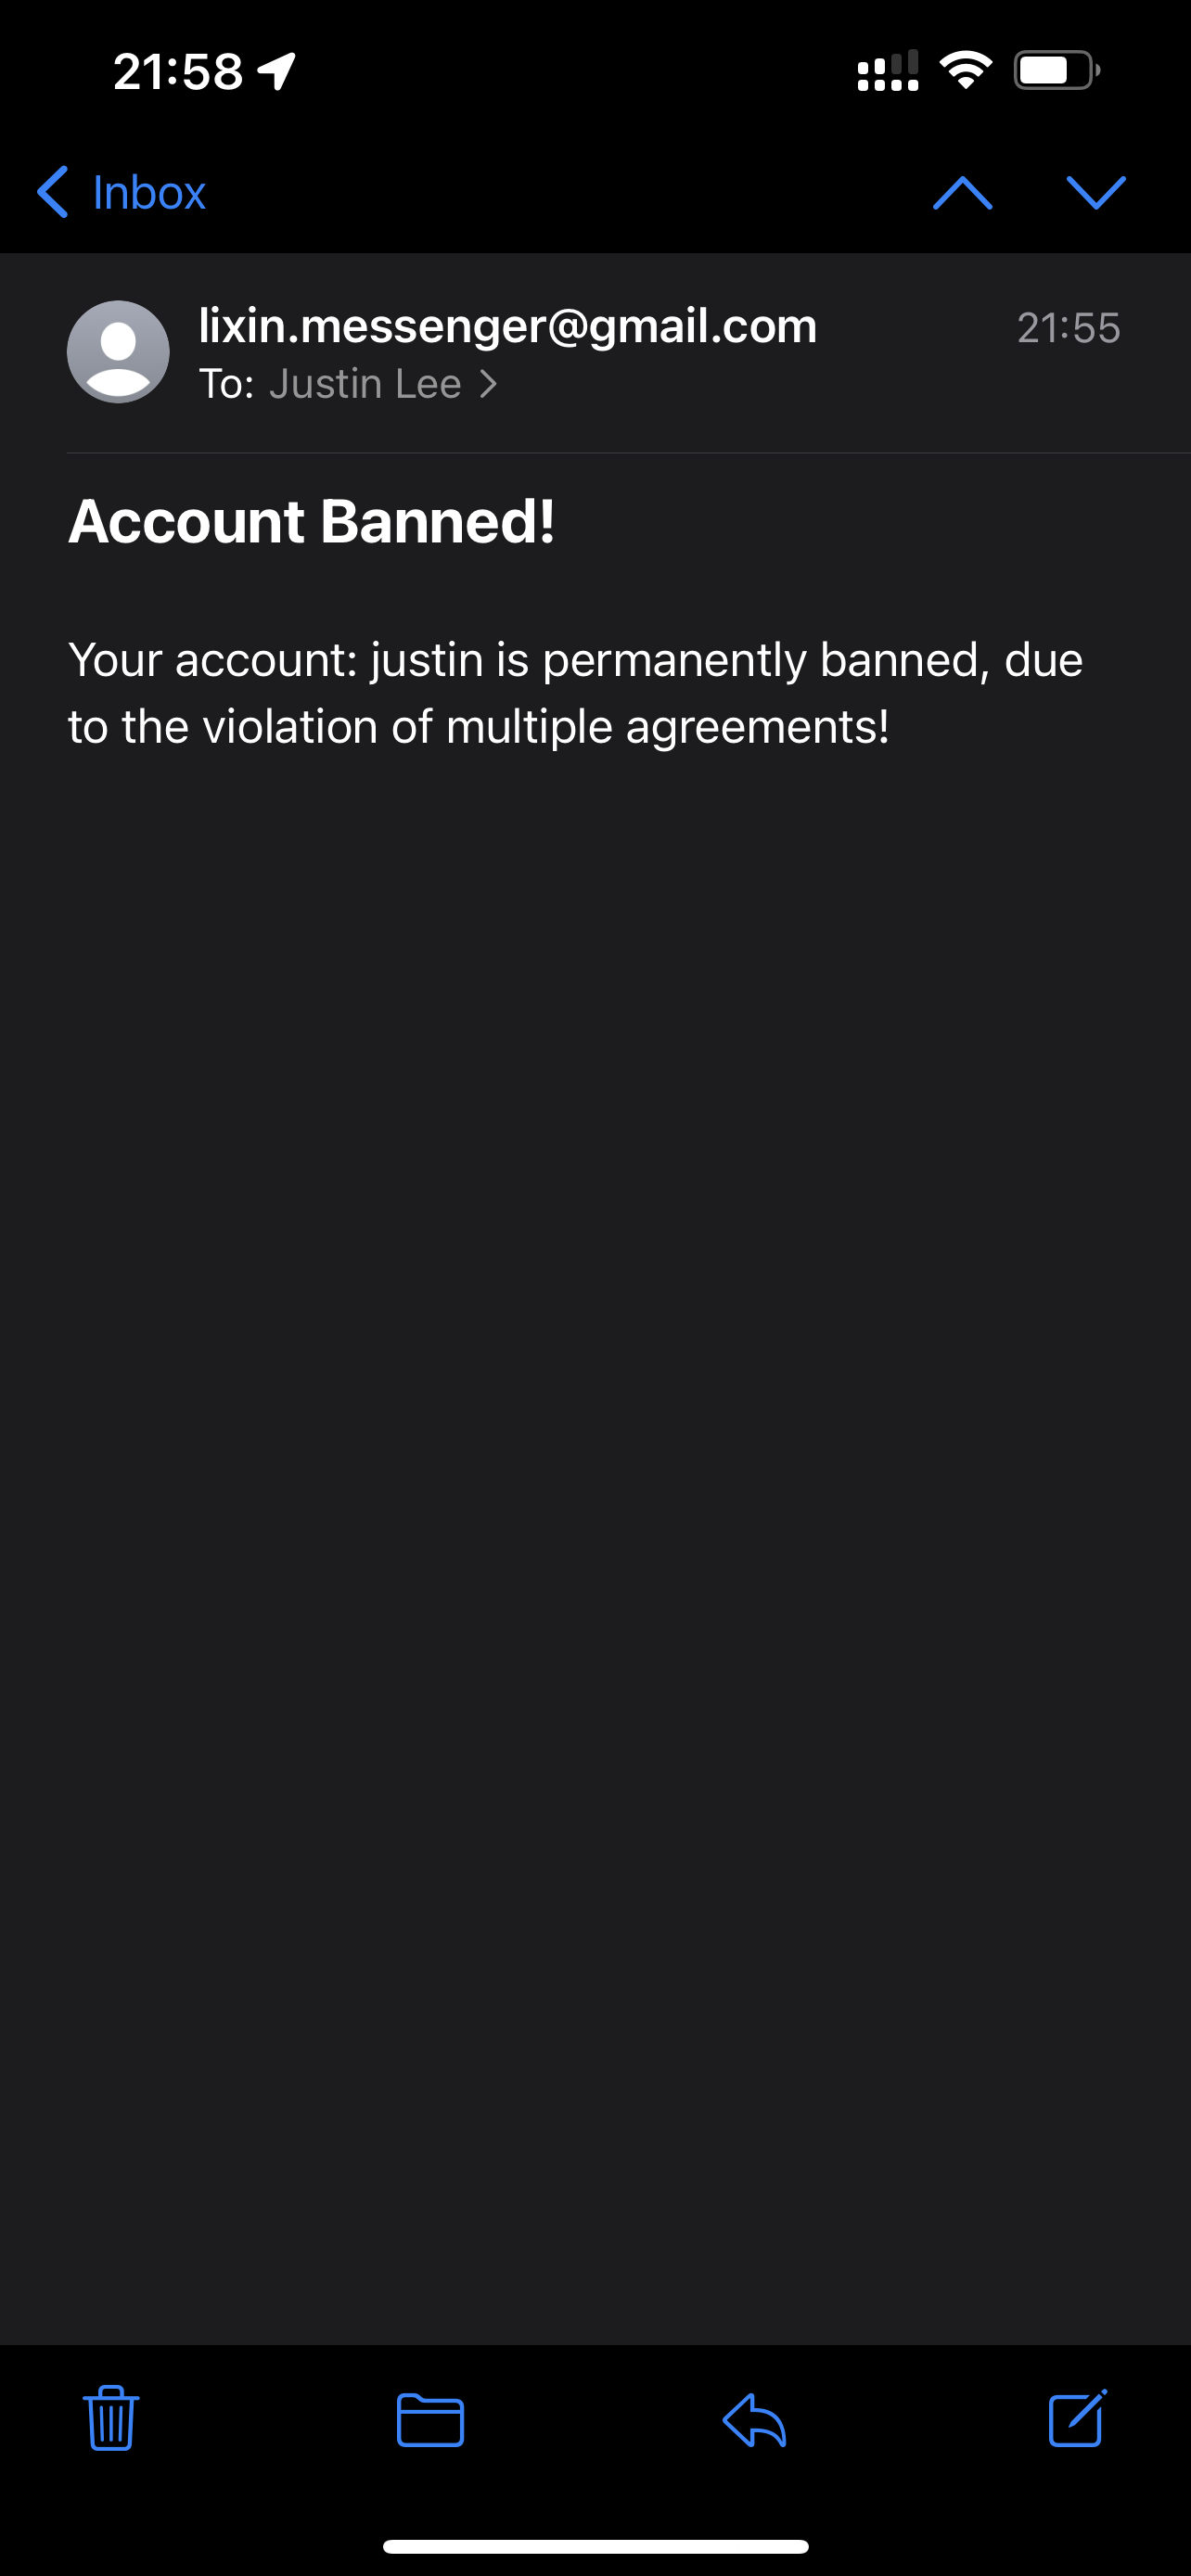 21:58
Inbox
lixin.messenger@gmail.com 21:55
To: Justin Lee
Account Banned!
Your account: justin is permanently banned, due
to the violation of multiple agreements!